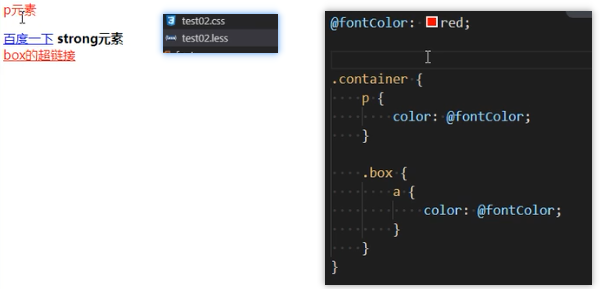 p元素
百度一下 strong元素
box的超链接
test02.css
test02.less
@fontColor: red;
.container {
p {
color: @fontColor;
}
.box {
a {
color: @fontColor;
}
}
}